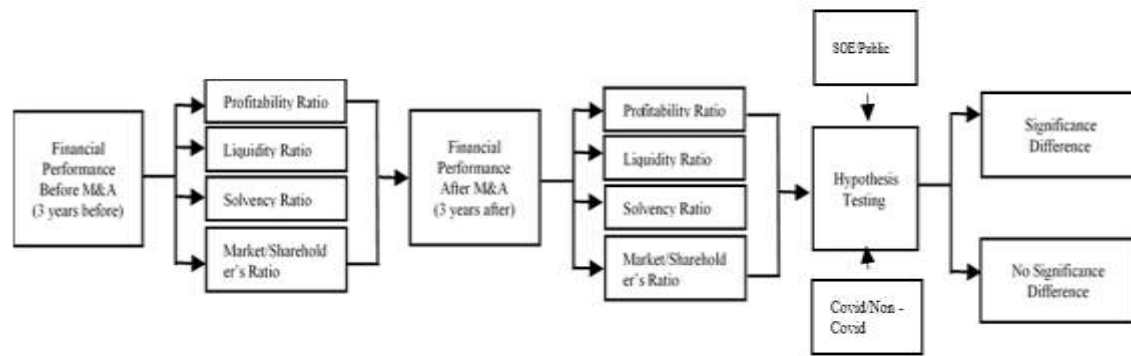 Financial
Performance
Before M&A
(3 years before)
Profitability Ratio
Liquidity Ratio
Solvency Ratio
Market/Sharehold
er's Ratio
Financial
Performance
After M&A
(3 years after)
Profitability Ratio
Liquidity Ratio
Solvency Ratio
Market/Sharehold
er's Ratio
SOE/Public
Hypothesis
Testing
Covid/Non -
Covid
Significance
Difference
No Significance
Difference